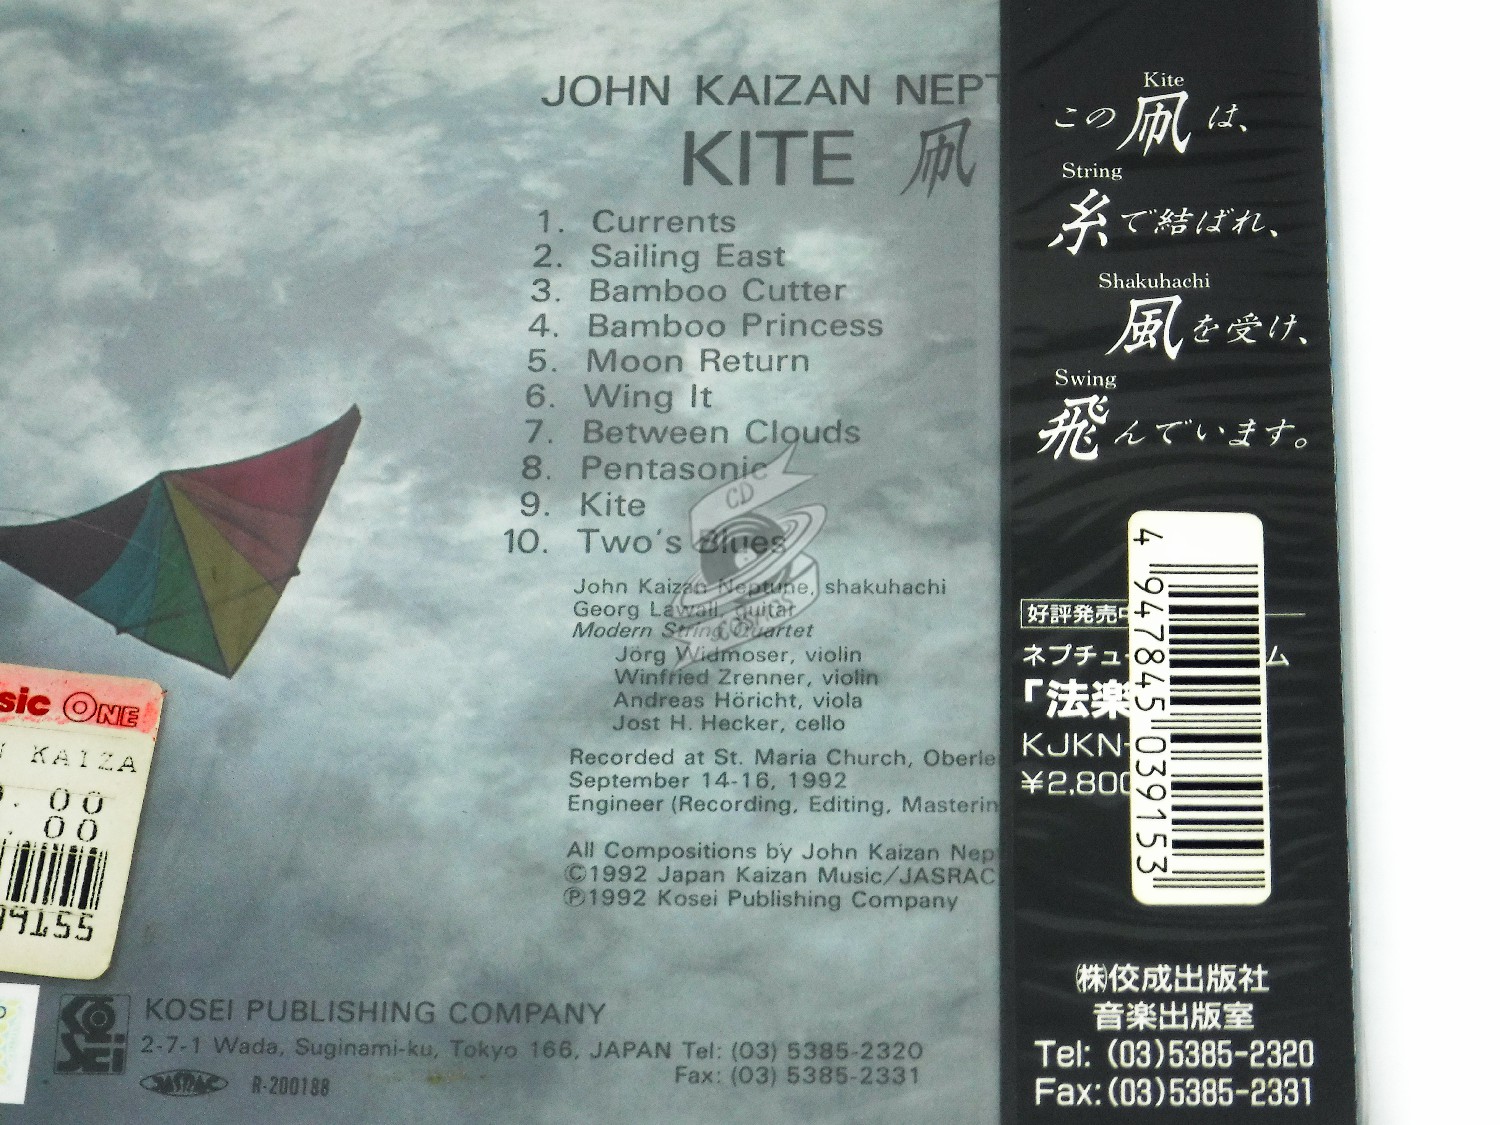 JOHN KAIZAN NEPT
KITE 凧
1. Currents
2. Sailing East
3. Bamboo Cutter
4. Bamboo Princess
5. Moon Return
6. Wing It
7. Between Clouds
8. Pentasonic
9. Kite
10. Two's Blues
John Kaizan Neptune, shakuhachi
Georg Lawall, guitar
Modern String Quartet
Jörg Widmoser, violin
Winfried Zrenner, violin
Andreas Höricht, viola
Jost H. Hecker, cello
Recorded at St. Maria Church, Oberle
September 14-16, 1992
Engineer (Recording, Editing, Masterin
All Compositions by John Kaizan Nep
©1992 Japan Kaizan Music/JASRAC
℗1992 Kosei Publishing Company
KOSEI
KOSEI PUBLISHING COMPANY
2-7-1 Wada, Suginami-ku, Tokyo 166, JAPAN Tel: (03) 5385-2320
Fax: (03) 5385-2331
JASRAC R-200188
sic ONE
KAIZA
.00
.00
CD
COSMOS
Kite
この凧は、
String
糸で結ばれ、
Shakuhachi
風を受け、
Swing
飛んでいます。
好評発売中
ネプチュー ム
「法楽
KJKN-
¥2,800
4 947845 039153
㈱佼成出版社
音楽出版室
Tel: (03)5385-2320
Fax:(03)5385-2331